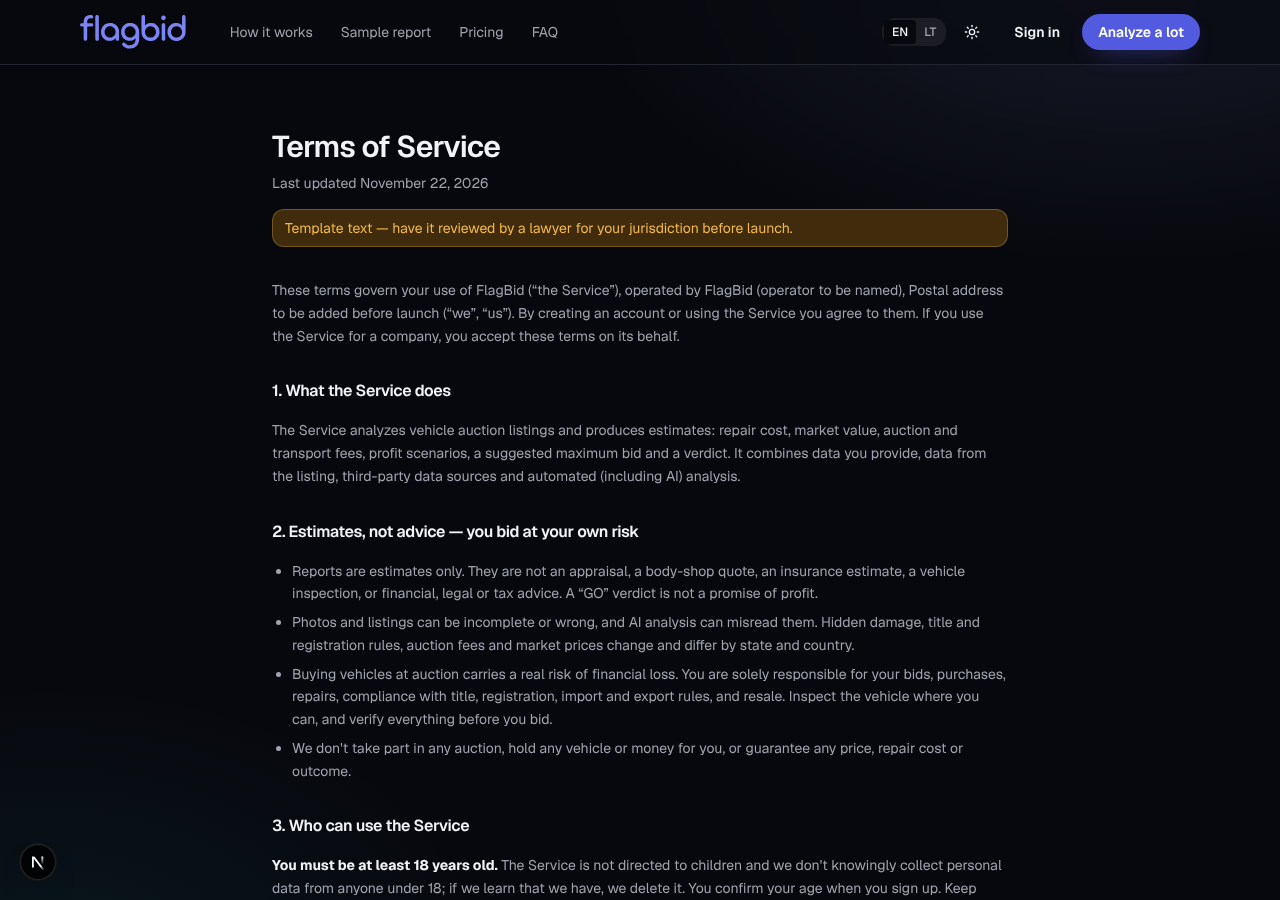 flagbid
How it works
Sample report
Pricing
FAQ
EN
LT
Sign in
Analyze a lot
Terms of Service
Last updated November 22, 2026
Template text — have it reviewed by a lawyer for your jurisdiction before launch.
These terms govern your use of FlagBid (“the Service”), operated by FlagBid (operator to be named), Postal address
to be added before launch (“we”, “us”). By creating an account or using the Service you agree to them. If you use
the Service for a company, you accept these terms on its behalf.
1. What the Service does
The Service analyzes vehicle auction listings and produces estimates: repair cost, market value, auction and
transport fees, profit scenarios, a suggested maximum bid and a verdict. It combines data you provide, data from
the listing, third-party data sources and automated (including AI) analysis.
2. Estimates, not advice — you bid at your own risk
• Reports are estimates only. They are not an appraisal, a body-shop quote, an insurance estimate, a vehicle
inspection, or financial, legal or tax advice. A “GO” verdict is not a promise of profit.
• Photos and listings can be incomplete or wrong, and AI analysis can misread them. Hidden damage, title and
registration rules, auction fees and market prices change and differ by state and country.
• Buying vehicles at auction carries a real risk of financial loss. You are solely responsible for your bids, purchases,
repairs, compliance with title, registration, import and export rules, and resale. Inspect the vehicle where you
can, and verify everything before you bid.
• We don't take part in any auction, hold any vehicle or money for you, or guarantee any price, repair cost or
outcome.
3. Who can use the Service
You must be at least 18 years old. The Service is not directed to children and we don't knowingly collect personal
data from anyone under 18; if we learn that we have, we delete it. You confirm your age when you sign up. Keep
N